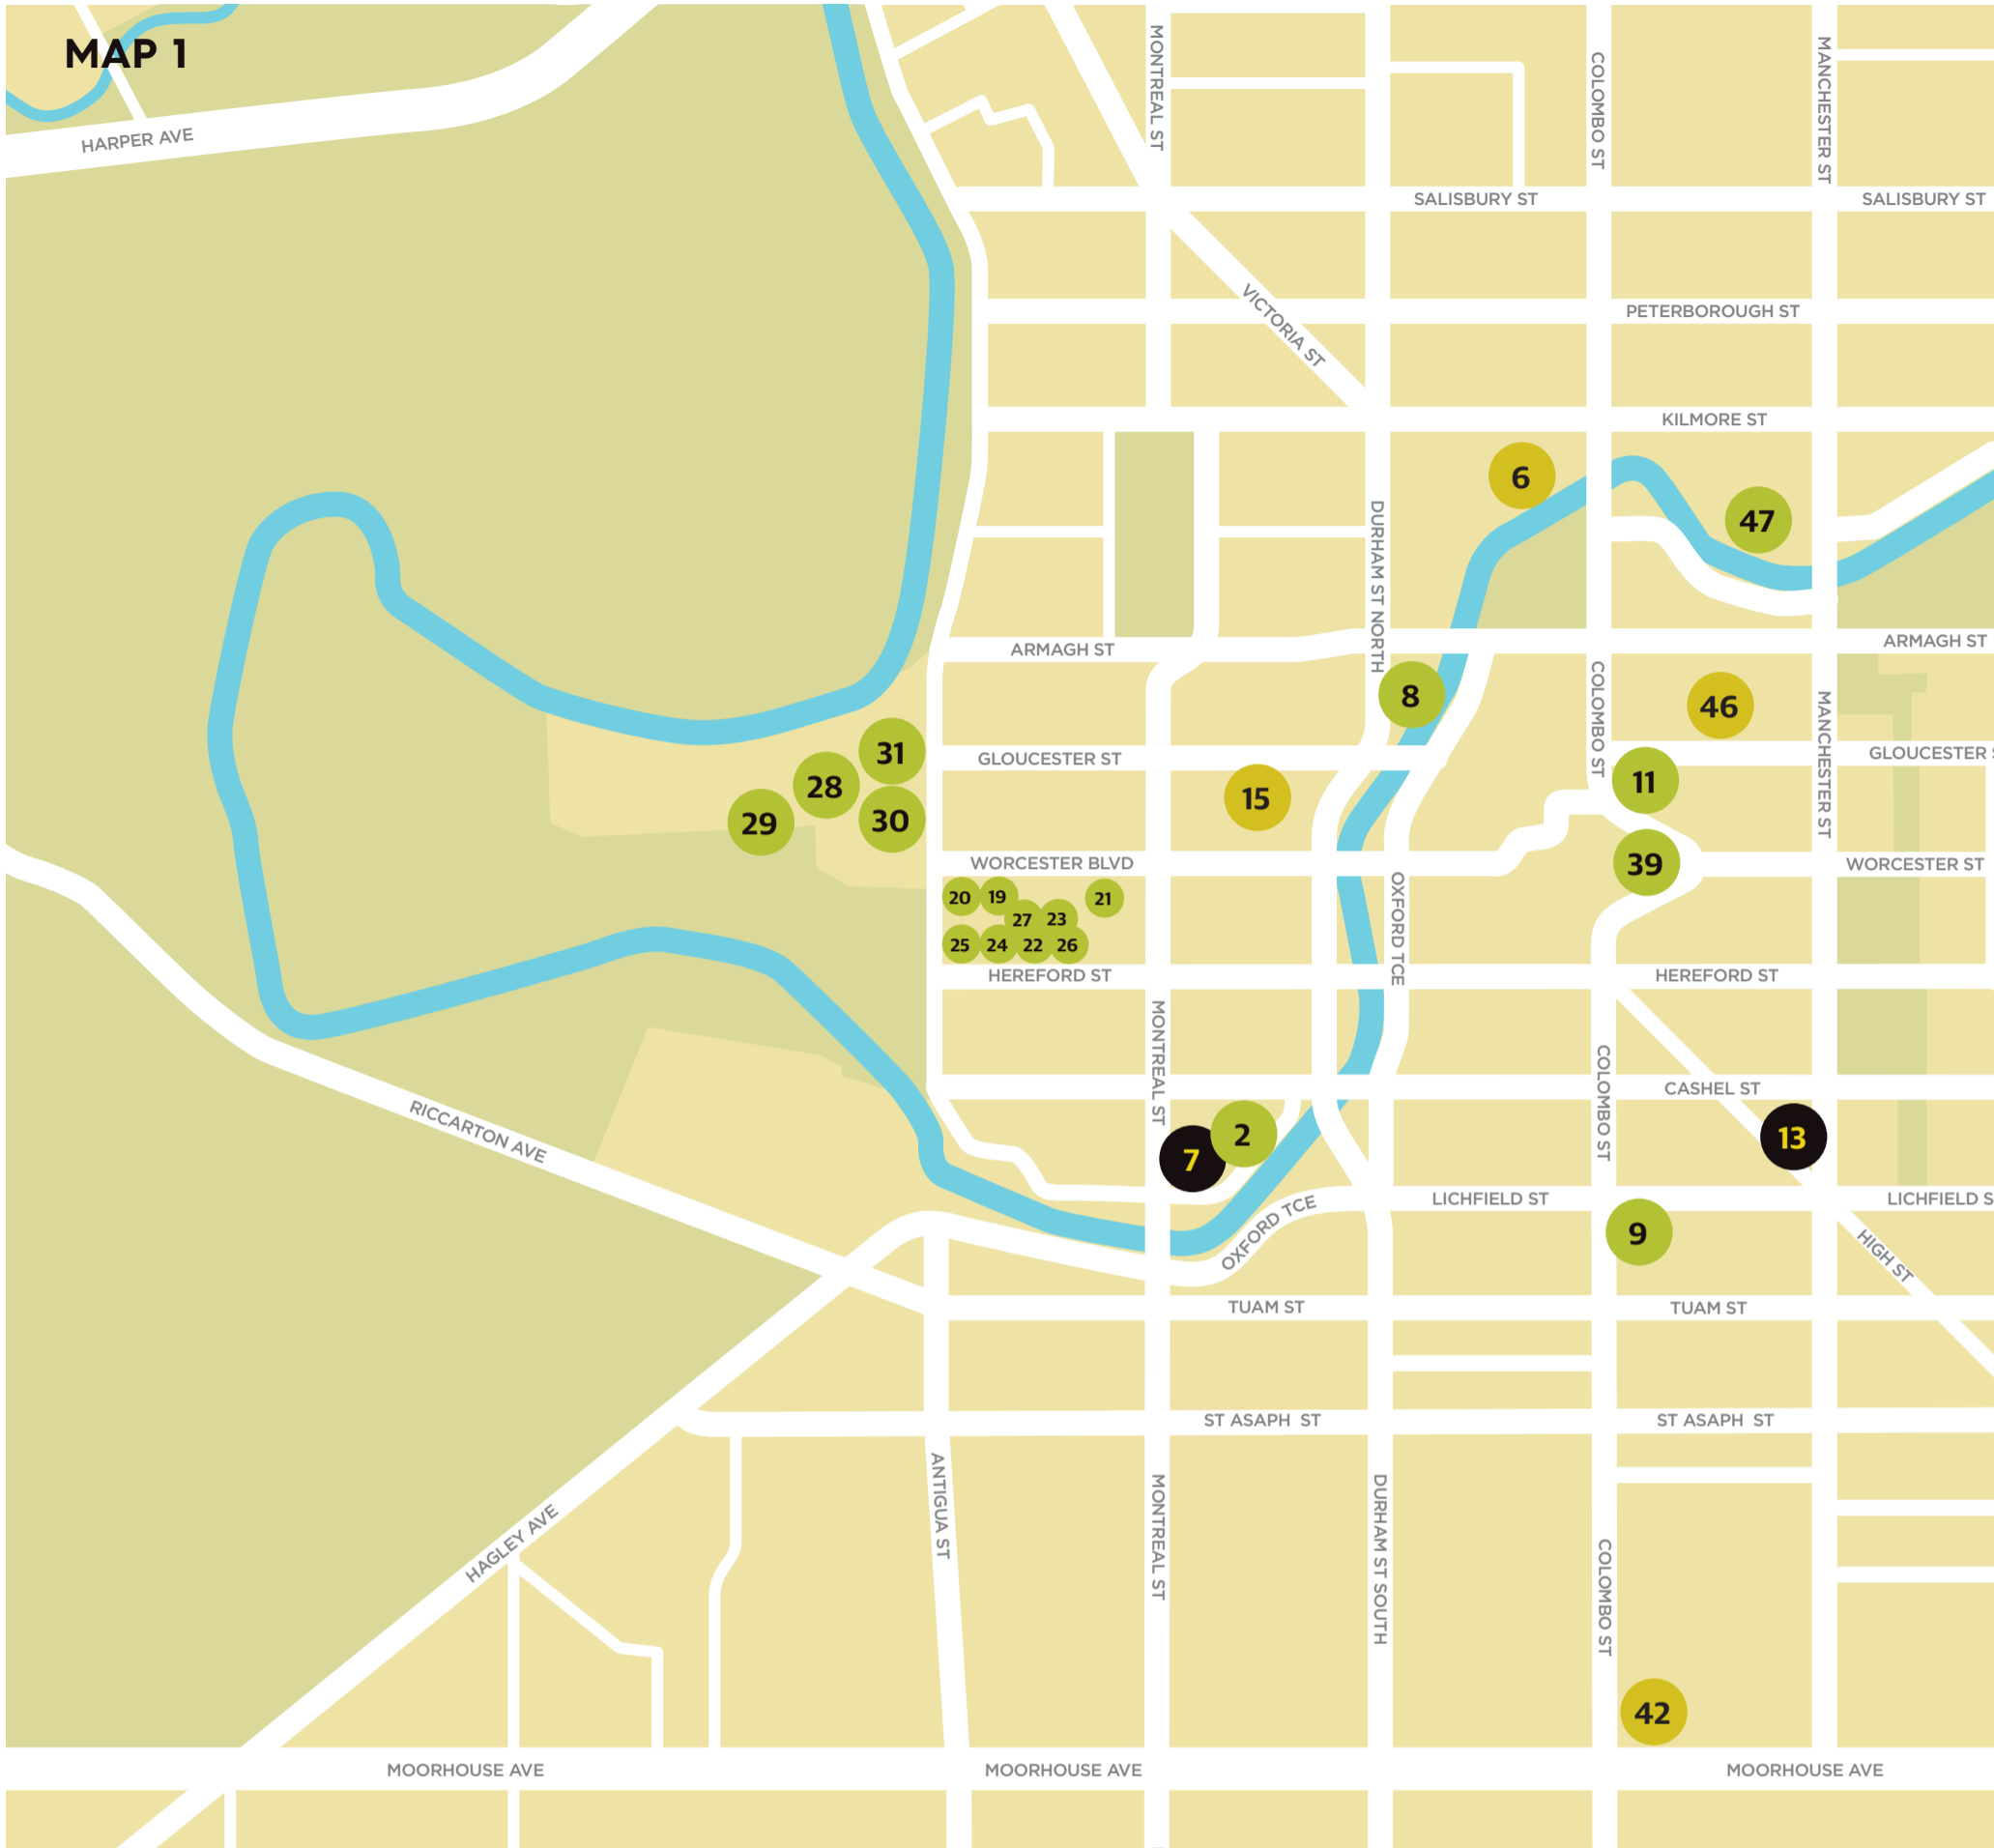 MAP 1
HARPER AVE
MONTREAL ST
COLOMBO ST
MANCHESTER ST
SALISBURY ST
SALISBURY ST
VICTORIA ST
PETERBOROUGH ST
KILMORE ST
6
47
DURHAM ST NORTH
ARMAGH ST
ARMAGH ST
8
COLOMBO ST
46
MANCHESTER ST
31
GLOUCESTER ST
GLOUCESTER S
28
15
11
29
30
WORCESTER BLVD
39
WORCESTER ST
20
19
21
27
23
25
24
22
26
OXFORD TCE
HEREFORD ST
HEREFORD ST
MONTREAL ST
COLOMBO ST
CASHEL ST
RICCARTON AVE
7
2
13
LICHFIELD ST
LICHFIELD S
OXFORD TCE
9
HIGH ST
TUAM ST
TUAM ST
ST ASAPH ST
ST ASAPH ST
HAGLEY AVE
ANTIGUA ST
MONTREAL ST
DURHAM ST SOUTH
COLOMBO ST
42
MOORHOUSE AVE
MOORHOUSE AVE
MOORHOUSE AVE